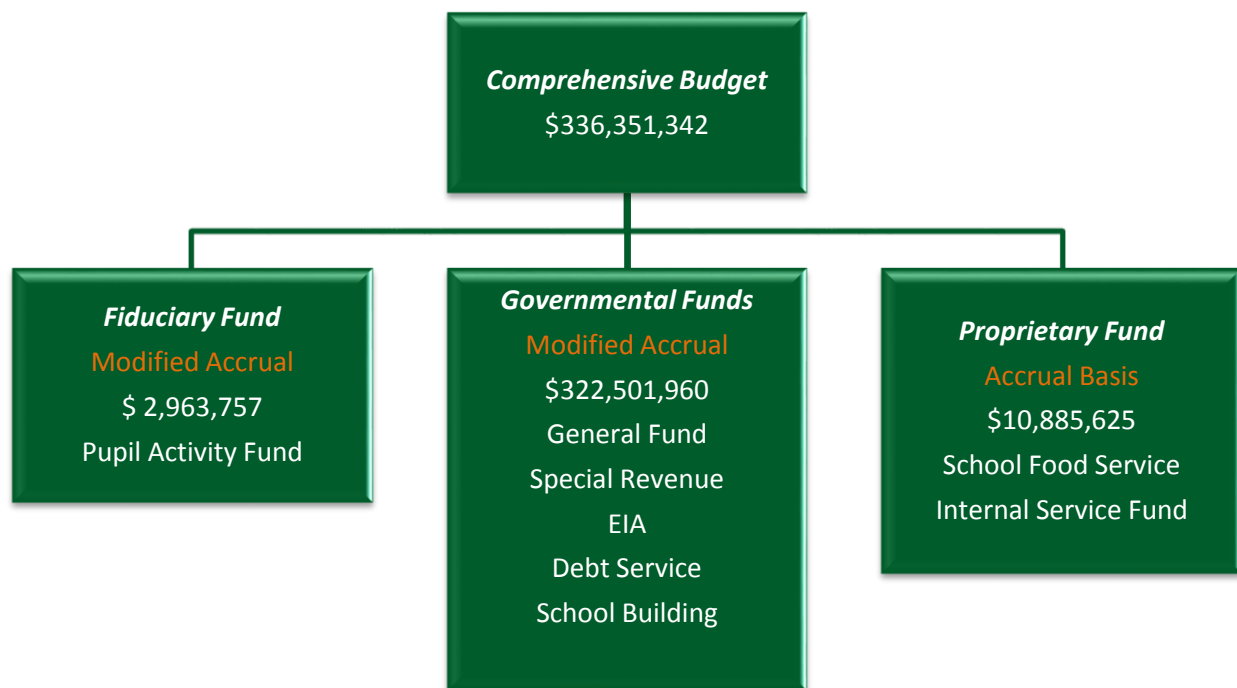 Comprehensive Budget
$336,351,342
Fiduciary Fund
Modified Accrual
$ 2,963,757
Pupil Activity Fund
Governmental Funds
Modified Accrual
$322,501,960
General Fund
Special Revenue
EIA
Debt Service
School Building
Proprietary Fund
Accrual Basis
$10,885,625
School Food Service
Internal Service Fund